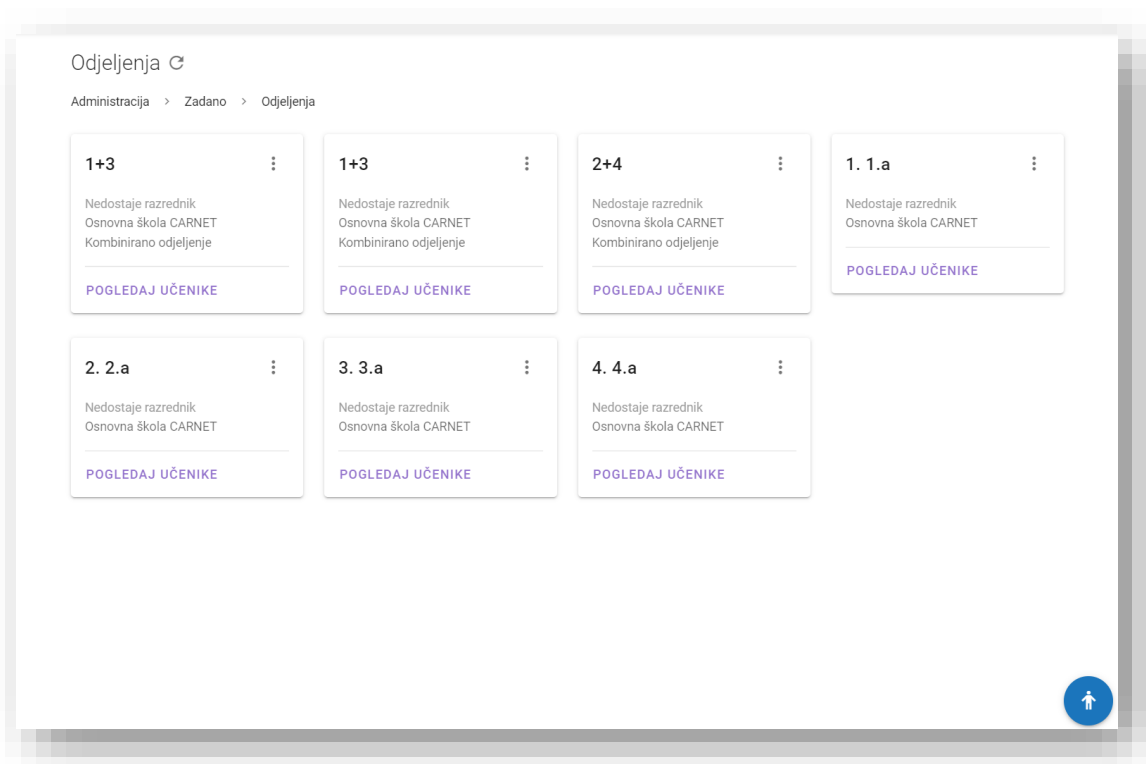 Odjeljenja
Administracija > Zadano > Odjeljenja
1+3
Nedostaje razrednik
Osnovna škola CARNET
Kombinirano odjeljenje
POGLEDAJ UČENIKE
1+3
Nedostaje razrednik
Osnovna škola CARNET
Kombinirano odjeljenje
POGLEDAJ UČENIKE
2+4
Nedostaje razrednik
Osnovna škola CARNET
Kombinirano odjeljenje
POGLEDAJ UČENIKE
1. 1.a
Nedostaje razrednik
Osnovna škola CARNET
POGLEDAJ UČENIKE
2. 2.a
Nedostaje razrednik
Osnovna škola CARNET
POGLEDAJ UČENIKE
3. 3.a
Nedostaje razrednik
Osnovna škola CARNET
POGLEDAJ UČENIKE
4. 4.a
Nedostaje razrednik
Osnovna škola CARNET
POGLEDAJ UČENIKE